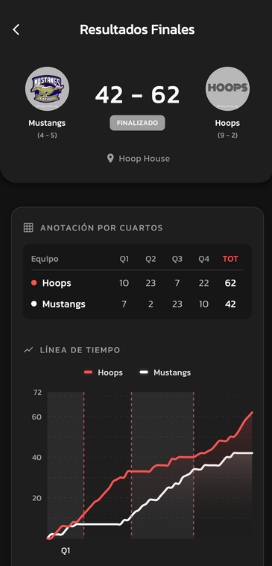 Resultados Finales
MUSTANGS
HOOPS
42 - 62
FINALIZADO
Mustangs
(4 - 5)
Hoops
(9 - 2)
Hoop House
ANOTACIÓN POR CUARTOS
Equipo Q1 Q2 Q3 Q4 TOT
Hoops 10 23 7 22 62
Mustangs 7 2 23 10 42
LÍNEA DE TIEMPO
Hoops Mustangs
72
60
40
20
Q1